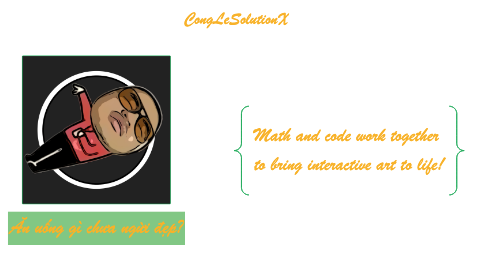 CongLeSolutionX
Math and code work together
to bring interactive art to life!
Ăn uống gì chưa người đẹp?